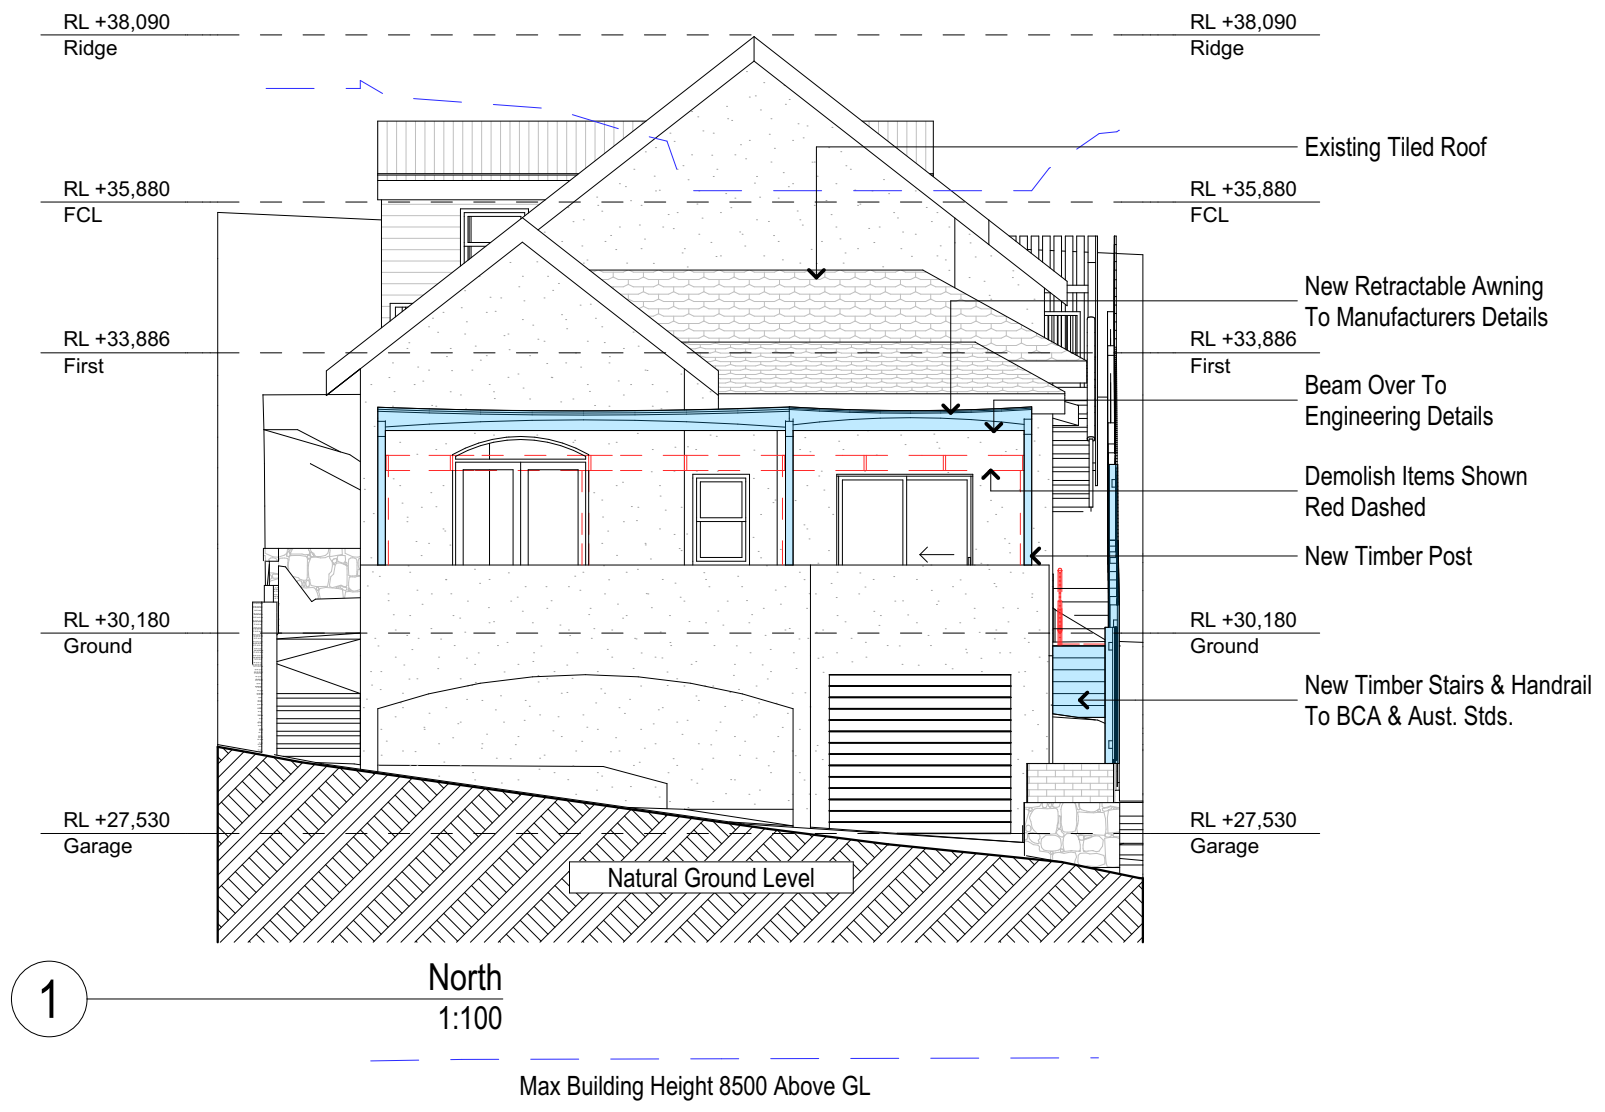 RL +38,090
Ridge
RL +38,090
Ridge
Existing Tiled Roof
RL +35,880
FCL
RL +35,880
FCL
New Retractable Awning
To Manufacturers Details
RL +33,886
First
RL +33,886
First
Beam Over To
Engineering Details
Demolish Items Shown
Red Dashed
New Timber Post
RL +30,180
Ground
RL +30,180
Ground
New Timber Stairs & Handrail
To BCA & Aust. Stds.
RL +27,530
Garage
RL +27,530
Garage
Natural Ground Level
1
North
1:100
Max Building Height 8500 Above GL